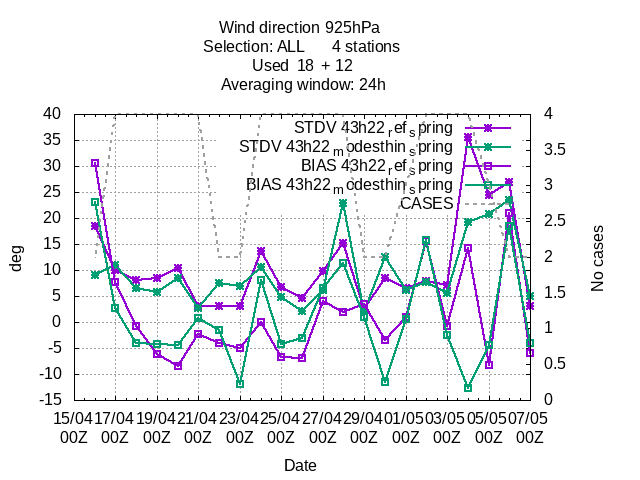 Wind direction 925hPa
Selection: ALL 4 stations
Used 18 + 12
Averaging window: 24h
STDV 43h22refspring
STDV 43h22modesthinspring
BIAS 43h22refspring
BIAS 43h22modesthinspring
CASES
40
35
30
25
20
15
10
5
0
-5
-10
-15
deg
4
3.5
3
2.5
2
1.5
1
0.5
0
No cases
15/04 17/04 19/04 21/04 23/04 25/04 27/04 29/04 01/05 03/05 05/05 07/05
00Z 00Z 00Z 00Z 00Z 00Z 00Z 00Z 00Z 00Z 00Z 00Z
Date